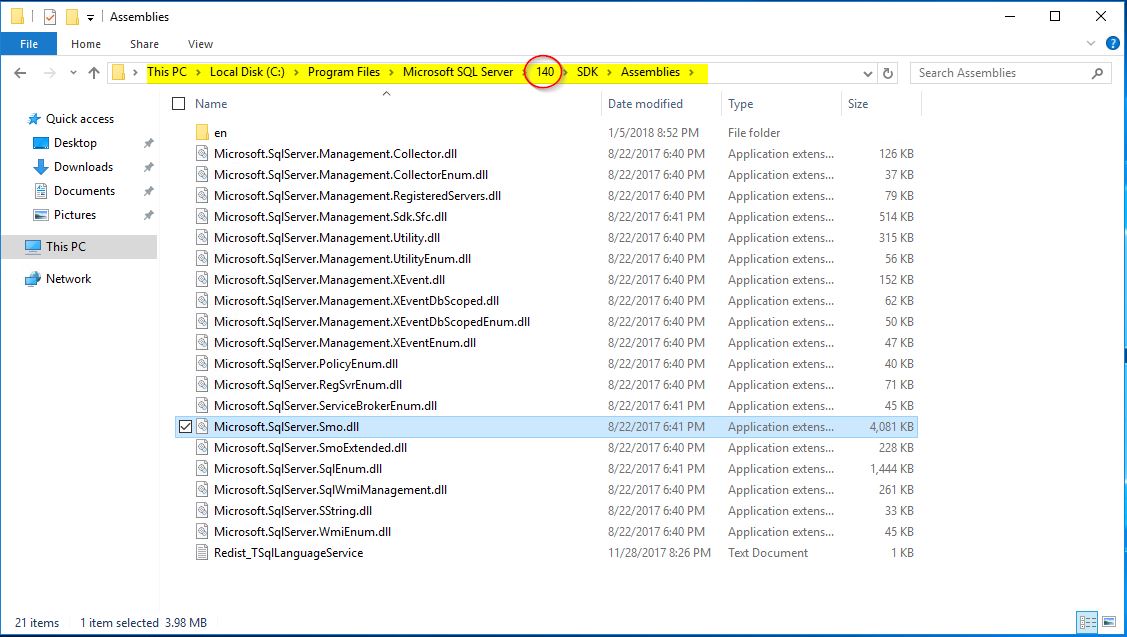 Assemblies
File Home Share View
This PC Local Disk (C:) Program Files Microsoft SQL Server 140 SDK Assemblies Search Assemblies
Name Date modified Type Size
Quick access
Desktop
Downloads
Documents
Pictures
This PC
Network
en 1/5/2018 8:52 PM File folder
Microsoft.SqlServer.Management.Collector.dll 8/22/2017 6:40 PM Application extens... 126 KB
Microsoft.SqlServer.Management.CollectorEnum.dll 8/22/2017 6:40 PM Application extens... 37 KB
Microsoft.SqlServer.Management.RegisteredServers.dll 8/22/2017 6:40 PM Application extens... 79 KB
Microsoft.SqlServer.Management.Sdk.Sfc.dll 8/22/2017 6:41 PM Application extens... 514 KB
Microsoft.SqlServer.Management.Utility.dll 8/22/2017 6:40 PM Application extens... 315 KB
Microsoft.SqlServer.Management.UtilityEnum.dll 8/22/2017 6:40 PM Application extens... 56 KB
Microsoft.SqlServer.Management.XEvent.dll 8/22/2017 6:40 PM Application extens... 152 KB
Microsoft.SqlServer.Management.XEventDbScoped.dll 8/22/2017 6:40 PM Application extens... 62 KB
Microsoft.SqlServer.Management.XEventDbScopedEnum.dll 8/22/2017 6:40 PM Application extens... 50 KB
Microsoft.SqlServer.Management.XEventEnum.dll 8/22/2017 6:40 PM Application extens... 47 KB
Microsoft.SqlServer.PolicyEnum.dll 8/22/2017 6:40 PM Application extens... 40 KB
Microsoft.SqlServer.RegSvrEnum.dll 8/22/2017 6:40 PM Application extens... 71 KB
Microsoft.SqlServer.ServiceBrokerEnum.dll 8/22/2017 6:41 PM Application extens... 45 KB
Microsoft.SqlServer.Smo.dll 8/22/2017 6:41 PM Application extens... 4,081 KB
Microsoft.SqlServer.SmoExtended.dll 8/22/2017 6:40 PM Application extens... 228 KB
Microsoft.SqlServer.SqlEnum.dll 8/22/2017 6:41 PM Application extens... 1,444 KB
Microsoft.SqlServer.SqlWmiManagement.dll 8/22/2017 6:40 PM Application extens... 261 KB
Microsoft.SqlServer.SString.dll 8/22/2017 6:40 PM Application extens... 33 KB
Microsoft.SqlServer.WmiEnum.dll 8/22/2017 6:40 PM Application extens... 45 KB
Redist_TSqlLanguageService 11/28/2017 8:26 PM Text Document 1 KB
21 items 1 item selected 3.98 MB